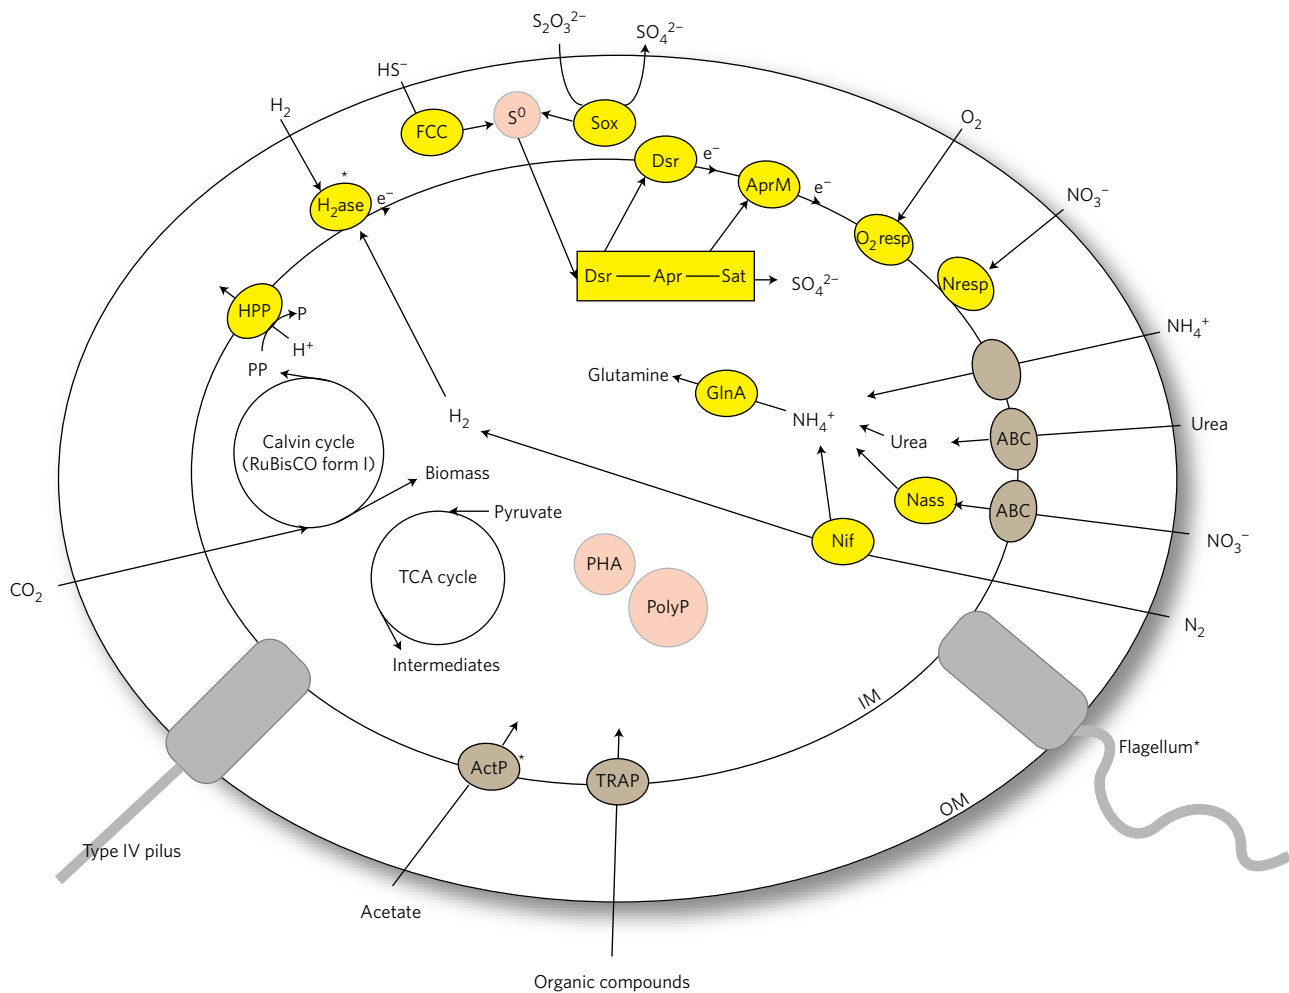 S₂O₃²⁻
SO₄²⁻
HS⁻
H₂
FCC
S⁰
Sox
O₂
Dsr
e⁻
AprM
e⁻
*
H₂ase
e⁻
NO₃⁻
O₂ resp
Dsr — Apr — Sat
SO₄²⁻
Nresp
HPP
P
H⁺
PP
NH₄⁺
Glutamine
GlnA
NH₄⁺
H₂
Urea
ABC
Urea
Calvin cycle
(RuBisCO form I)
Biomass
Nass
ABC
Pyruvate
Nif
NO₃⁻
PHA
TCA cycle
CO₂
PolyP
N₂
Intermediates
IM
Flagellum*
ActP
*
TRAP
OM
Type IV pilus
Acetate
Organic compounds